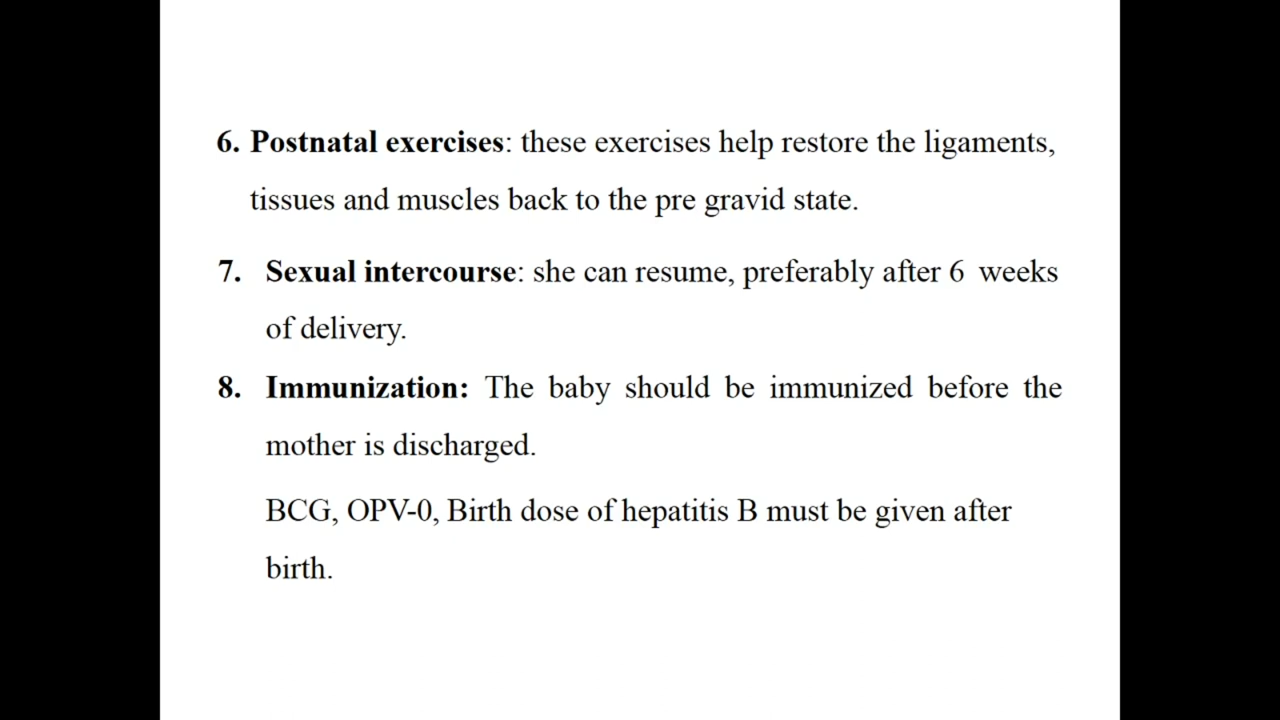 6. Postnatal exercises: these exercises help restore the ligaments,
tissues and muscles back to the pre gravid state.
7. Sexual intercourse: she can resume, preferably after 6 weeks
of delivery.
8. Immunization: The baby should be immunized before the
mother is discharged.
BCG, OPV-0, Birth dose of hepatitis B must be given after
birth.